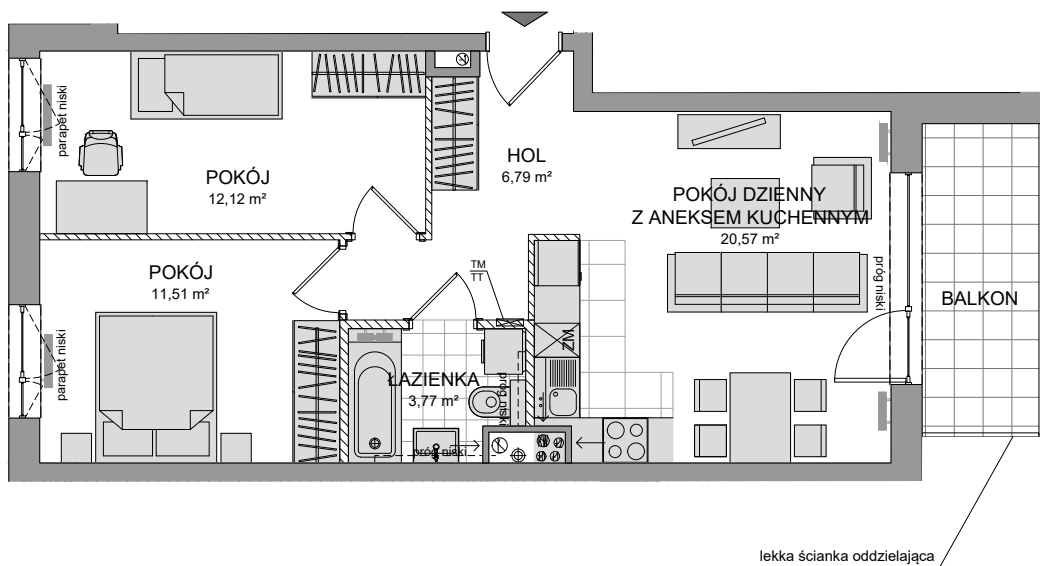 parapet niski
POKÓJ
12,12 m²
HOL
6,79 m²
POKÓJ DZIENNY
Z ANEKSEM KUCHENNYM
20,57 m²
POKÓJ
11,51 m²
TM
TT
próg niski
BALKON
parapet niski
ZM
ŁAZIENKA
3,77 m²
próg niski
próg niski
lekka ścianka oddzielająca